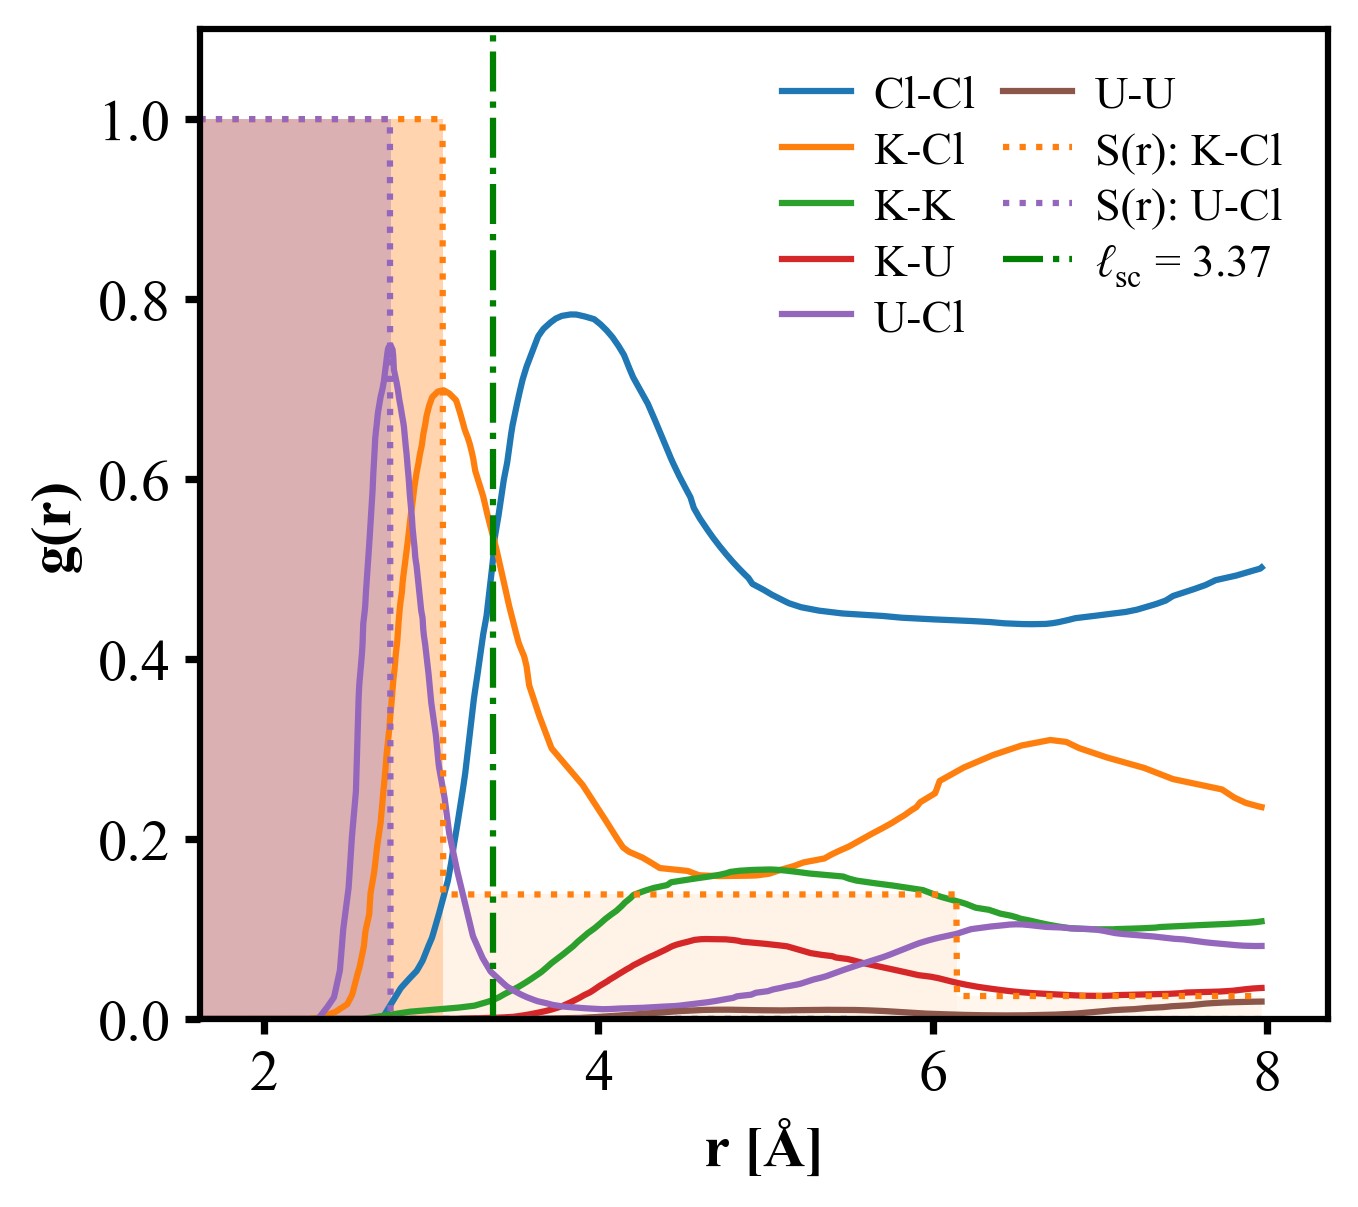 Cl-Cl
K-Cl
K-K
K-U
U-Cl
U-U
S(r): K-Cl
S(r): U-Cl
ℓsc = 3.37
1.0
0.8
0.6
0.4
0.2
0.0
g(r)
2 4 6 8
r [Å]